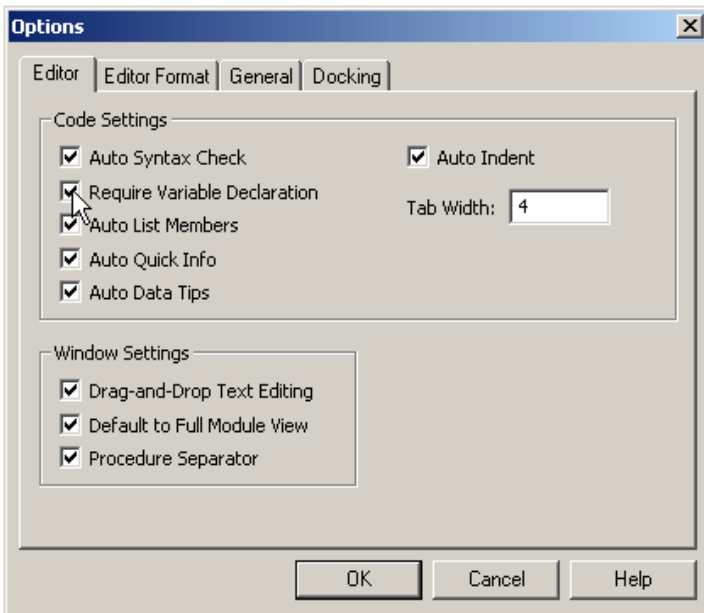 Options
Editor Editor Format General Docking
Code Settings
Auto Syntax Check Auto Indent
Require Variable Declaration
Tab Width: 4
Auto List Members
Auto Quick Info
Auto Data Tips
Window Settings
Drag-and-Drop Text Editing
Default to Full Module View
Procedure Separator
OK Cancel Help